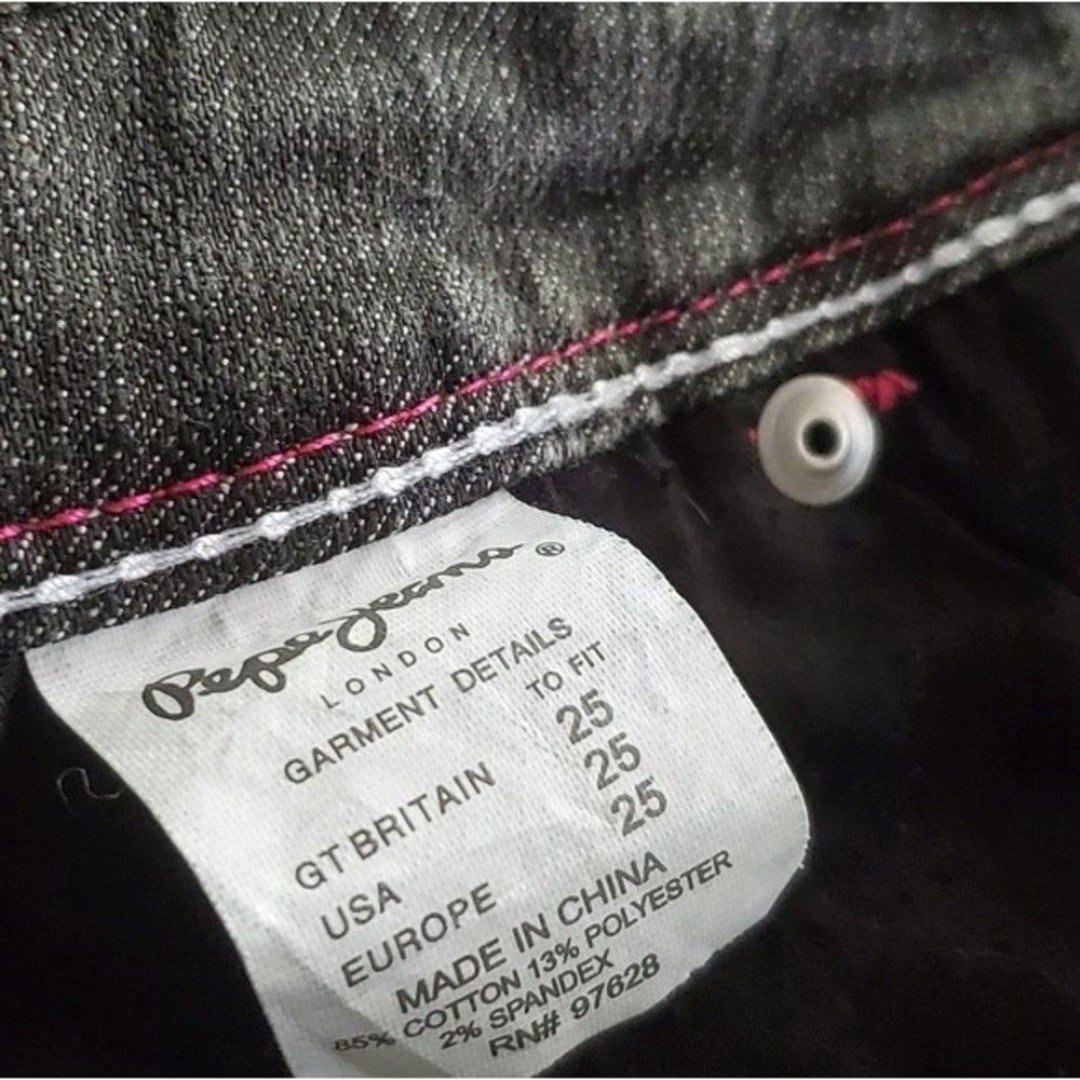 Pepe Jeans®
LONDON
GARMENT DETAILS
TO FIT
GT BRITAIN 25
USA 25
EUROPE 25
MADE IN CHINA
85% COTTON 13% POLYESTER
2% SPANDEX
RN# 97628